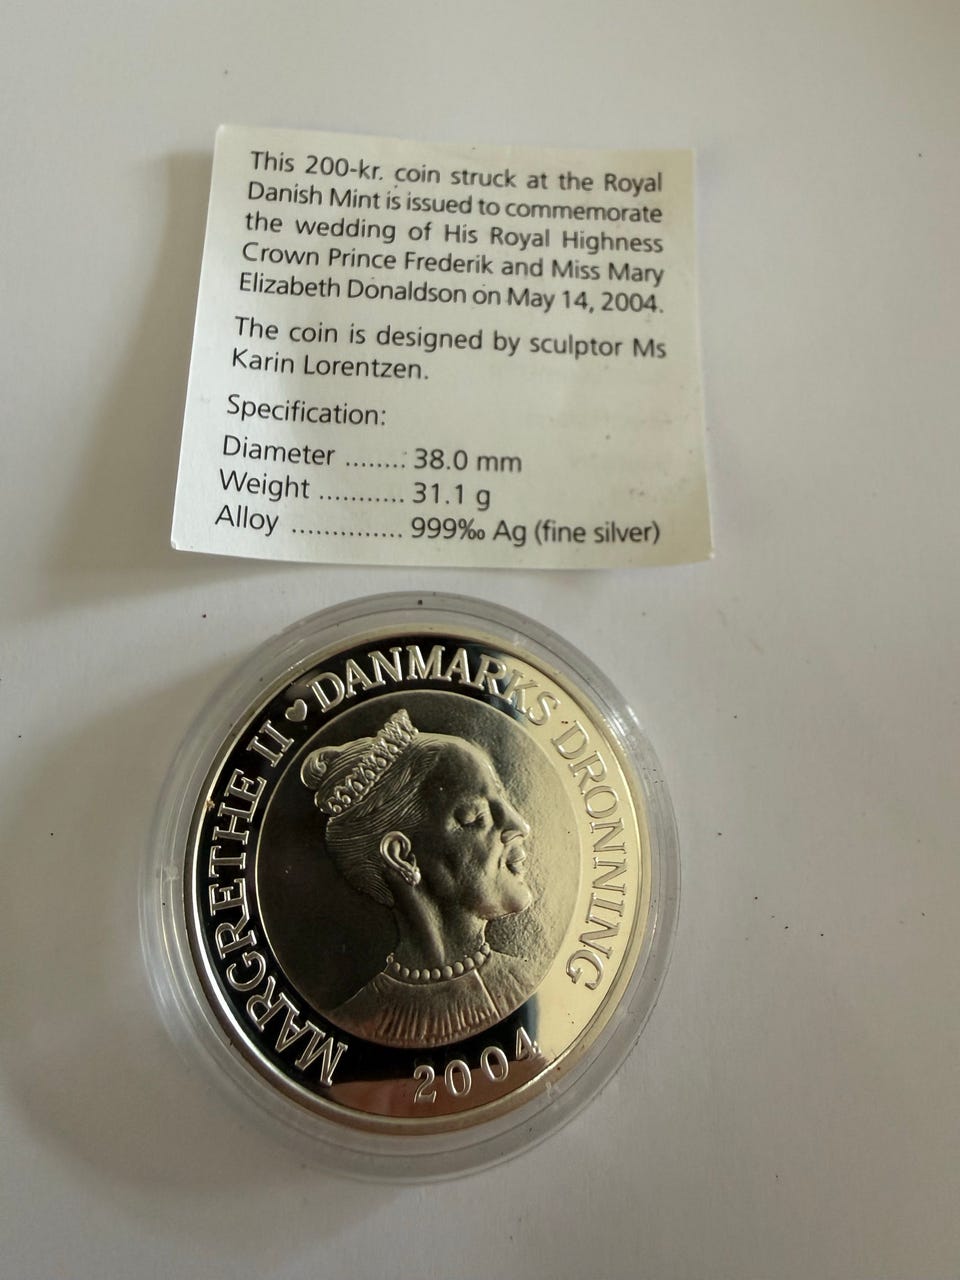 This 200-kr. coin struck at the Royal
Danish Mint is issued to commemorate
the wedding of His Royal Highness
Crown Prince Frederik and Miss Mary
Elizabeth Donaldson on May 14, 2004.
The coin is designed by sculptor Ms
Karin Lorentzen.
Specification:
Diameter ........ 38.0 mm
Weight ........... 31.1 g
Alloy .............. 999‰ Ag (fine silver)
MARGRETHE II ♥ DANMARKS DRONNING
2004